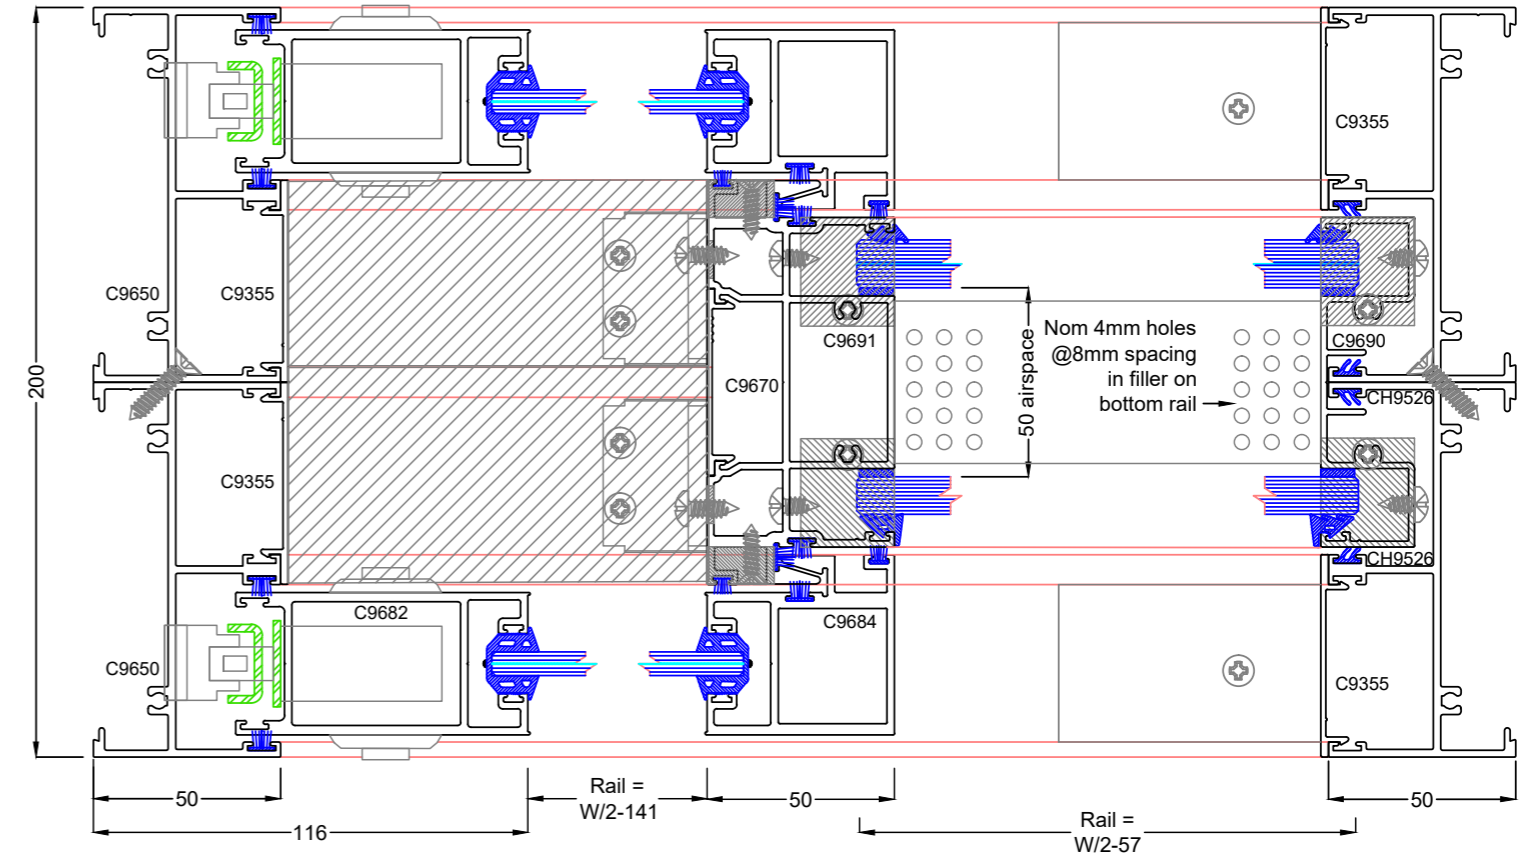 C9355
C9650
C9355
200
C9691
50 airspace
Nom 4mm holes
@8mm spacing
in filler on
bottom rail
C9690
C9670
CH9526
C9355
CH9526
C9682
C9684
C9650
C9355
50
Rail =
W/2-141
50
50
116
Rail =
W/2-57